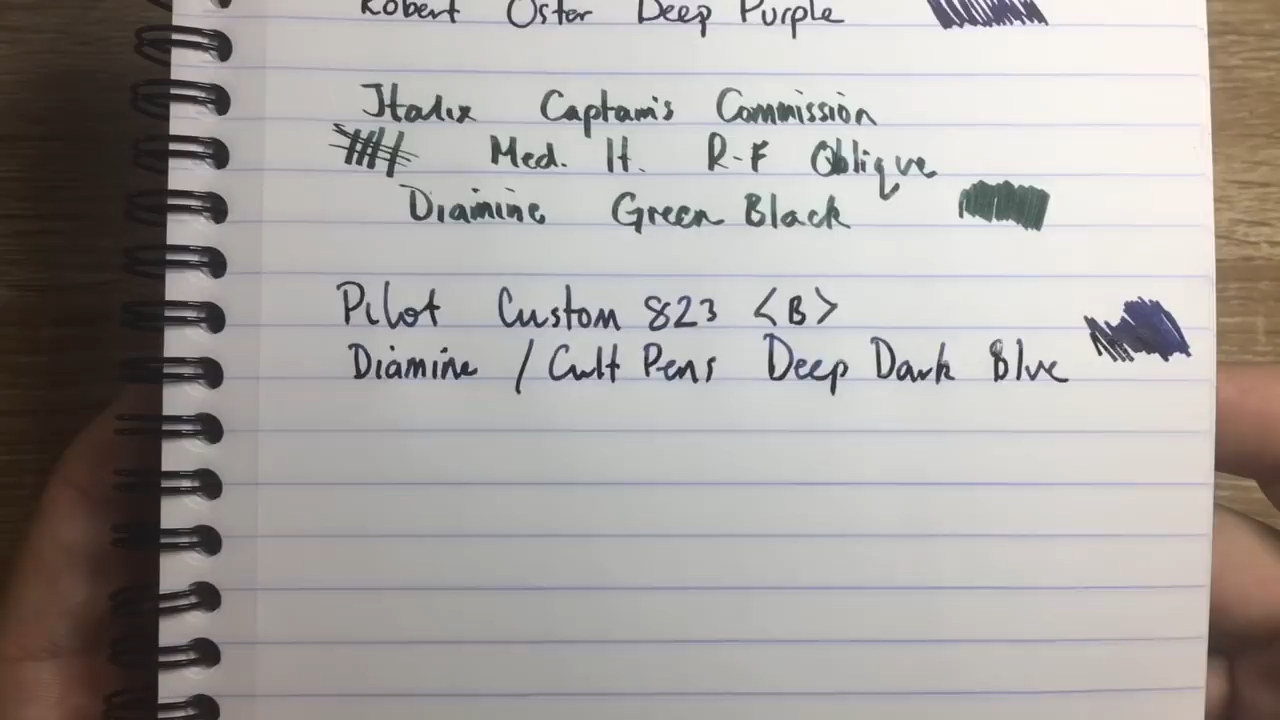 Robert Oster Deep Purple
Italix Captain's Commission
Med. It. R-F Oblique
Diamine Green Black
Pilot Custom 823 <B>
Diamine / Cult Pens Deep Dark Blue